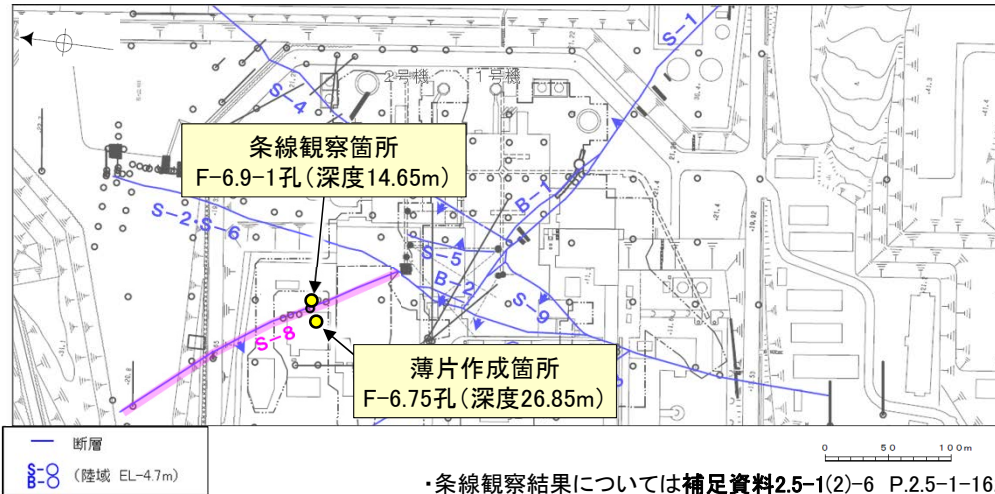 S-1
2号機
1号機
S-4
条線観察箇所
F-6.9-1孔(深度14.65m)
B-1
S-2・S-6
S-5
B-2
S-9
S-8
薄片作成箇所
F-6.75孔(深度26.85m)
断層
S-○
B-○
(陸域 EL-4.7m)
0 50 100m
・条線観察結果については補足資料2.5-1(2)-6 P.2.5-1-16